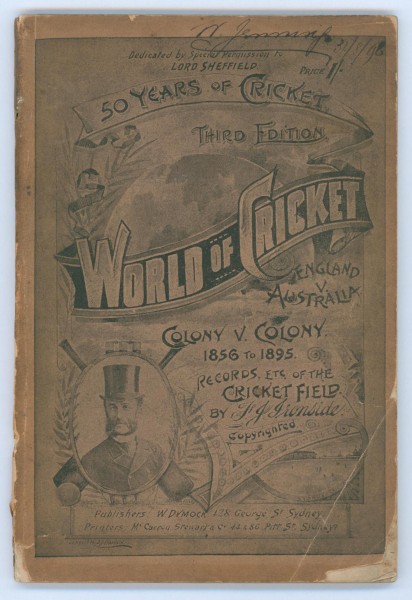 Dedicated by Special Permission to
LORD SHEFFIELD.
PRICE 1/-
50 YEARS OF CRICKET
THIRD EDITION
WORLD OF CRICKET
ENGLAND
V.
AUSTRALIA
COLONY V. COLONY.
1856 TO 1895.
RECORDS, ETC OF THE
CRICKET FIELD.
BY F. J. Ironside
Copyrighted
Publishers: W. DYMOCK 428 George St Sydney
Printers: McCarron Stewart & Co 42 & 50 Pitt St. Sydney